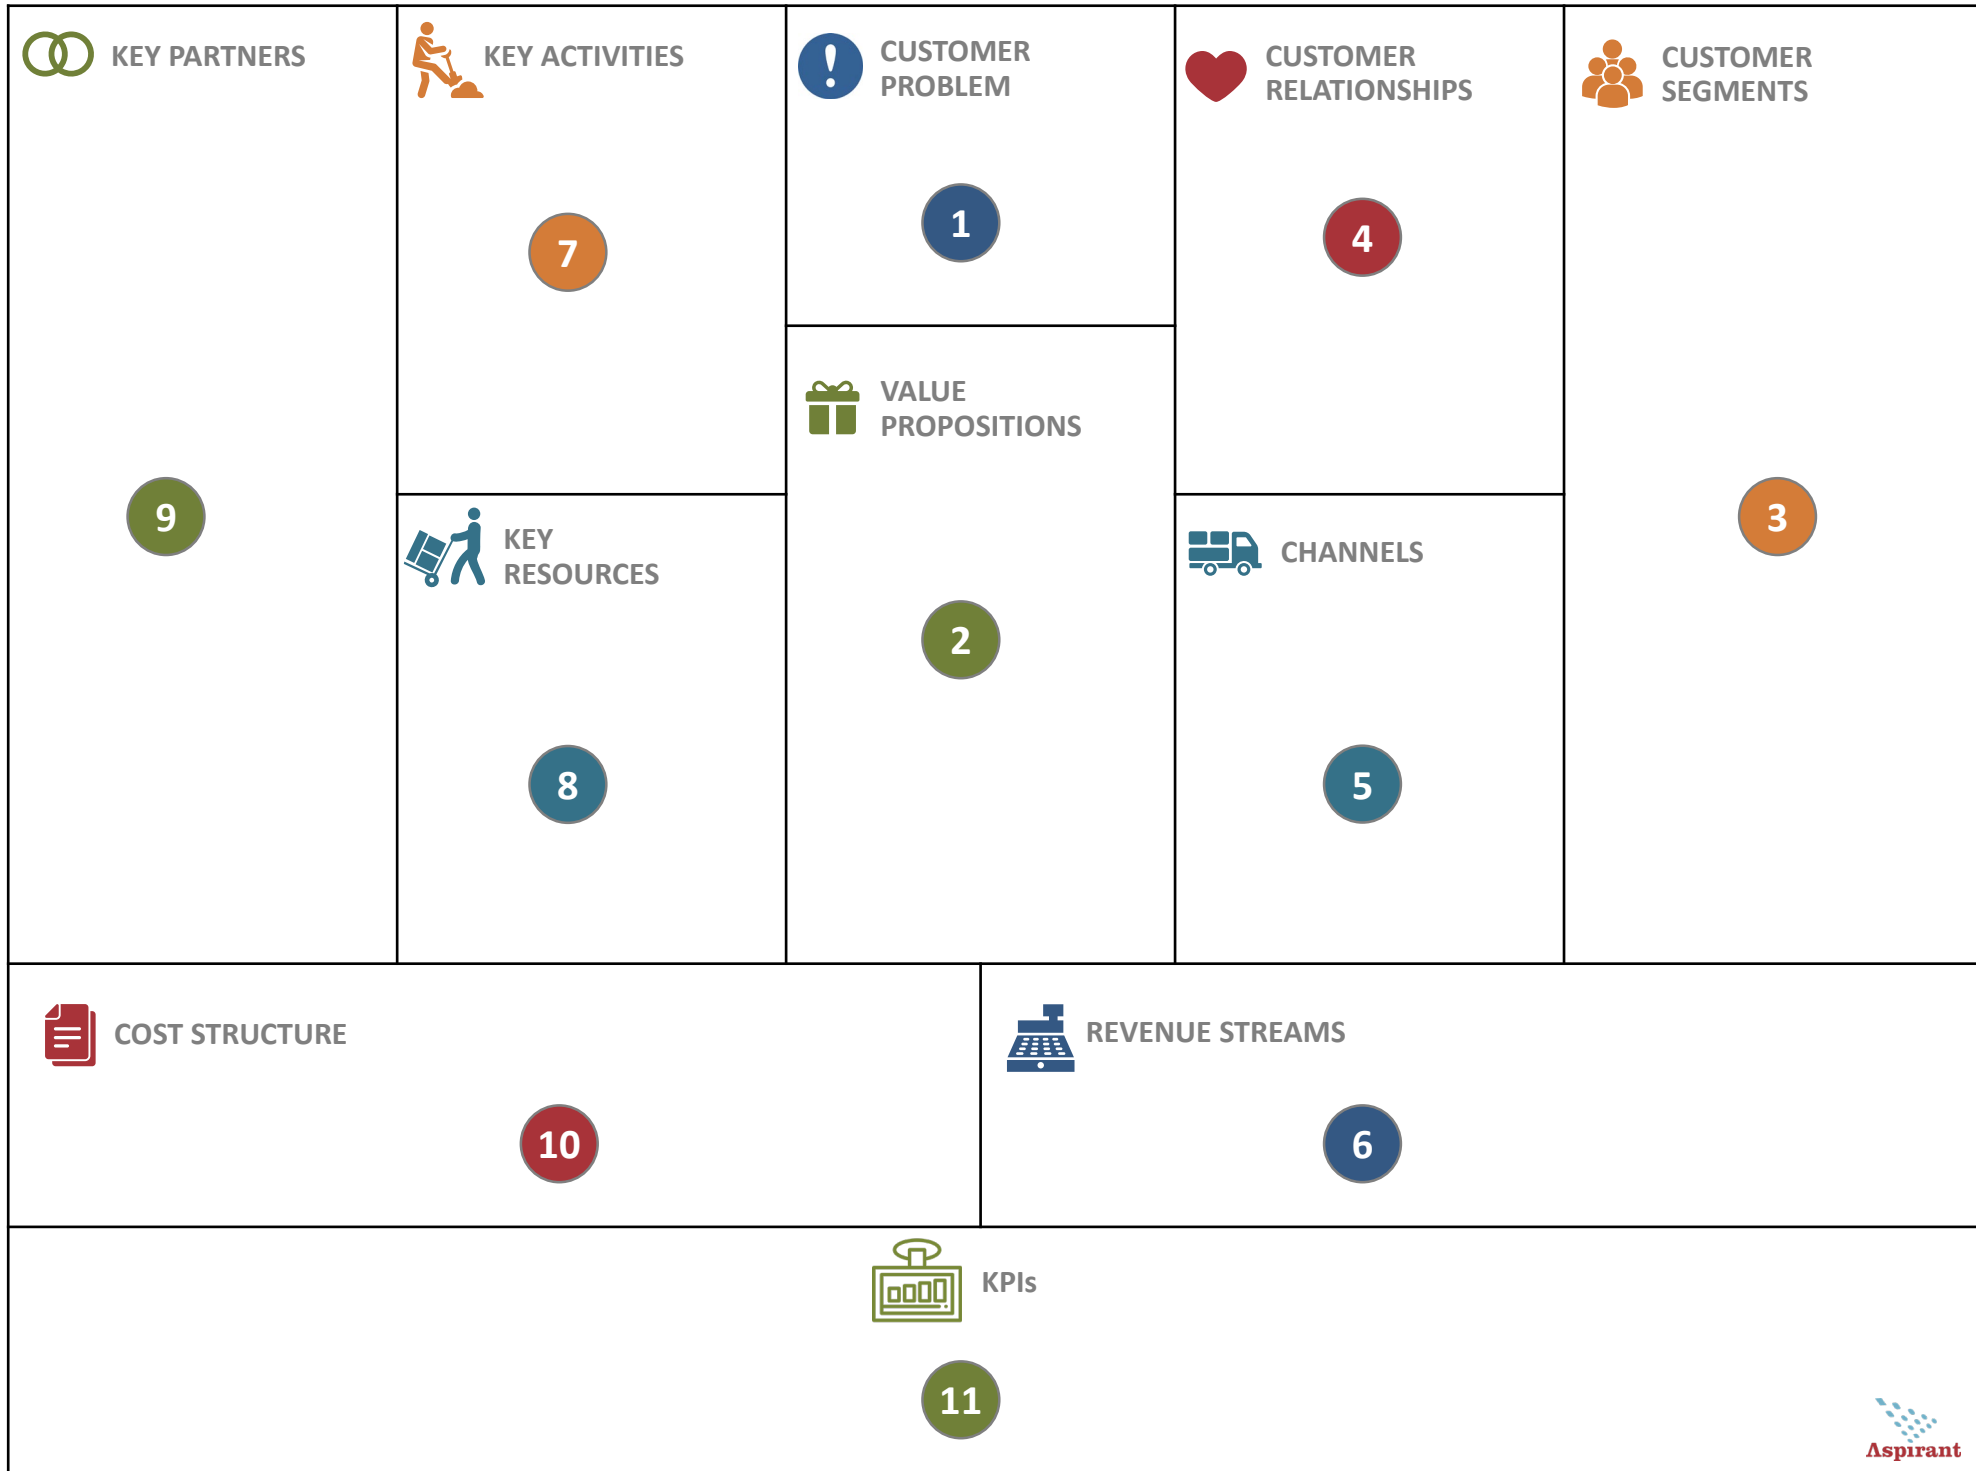 KEY PARTNERS
9
KEY ACTIVITIES
7
KEY
RESOURCES
8
CUSTOMER
PROBLEM
1
VALUE
PROPOSITIONS
2
CUSTOMER
RELATIONSHIPS
4
CHANNELS
5
CUSTOMER
SEGMENTS
3
COST STRUCTURE
10
REVENUE STREAMS
6
KPIs
11
Aspirant